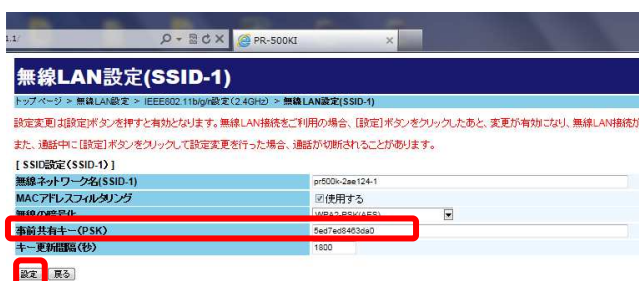 1.1/
PR-500KI
無線LAN設定(SSID-1)
トップページ > 無線LAN設定 > IEEE802.11b/g/n設定(2.4GHz) > 無線LAN設定(SSID-1)
設定変更は[設定]ボタンを押すと有効となります。無線LAN接続をご利用の場合、[設定]ボタンをクリックしたあと、変更が有効になり、無線LAN接続が
また、通話中に[設定]ボタンをクリックして設定変更を行った場合、通話が切断されることがあります。
[ SSID設定(SSID-1) ]
無線ネットワーク名(SSID-1) pr500k-2ae124-1
MACアドレスフィルタリング 使用する
無線の暗号化 WPA2-PSK(AES)
事前共有キー(PSK) 5ed7ed8463da0
キー更新間隔(秒) 1800
設定 戻る